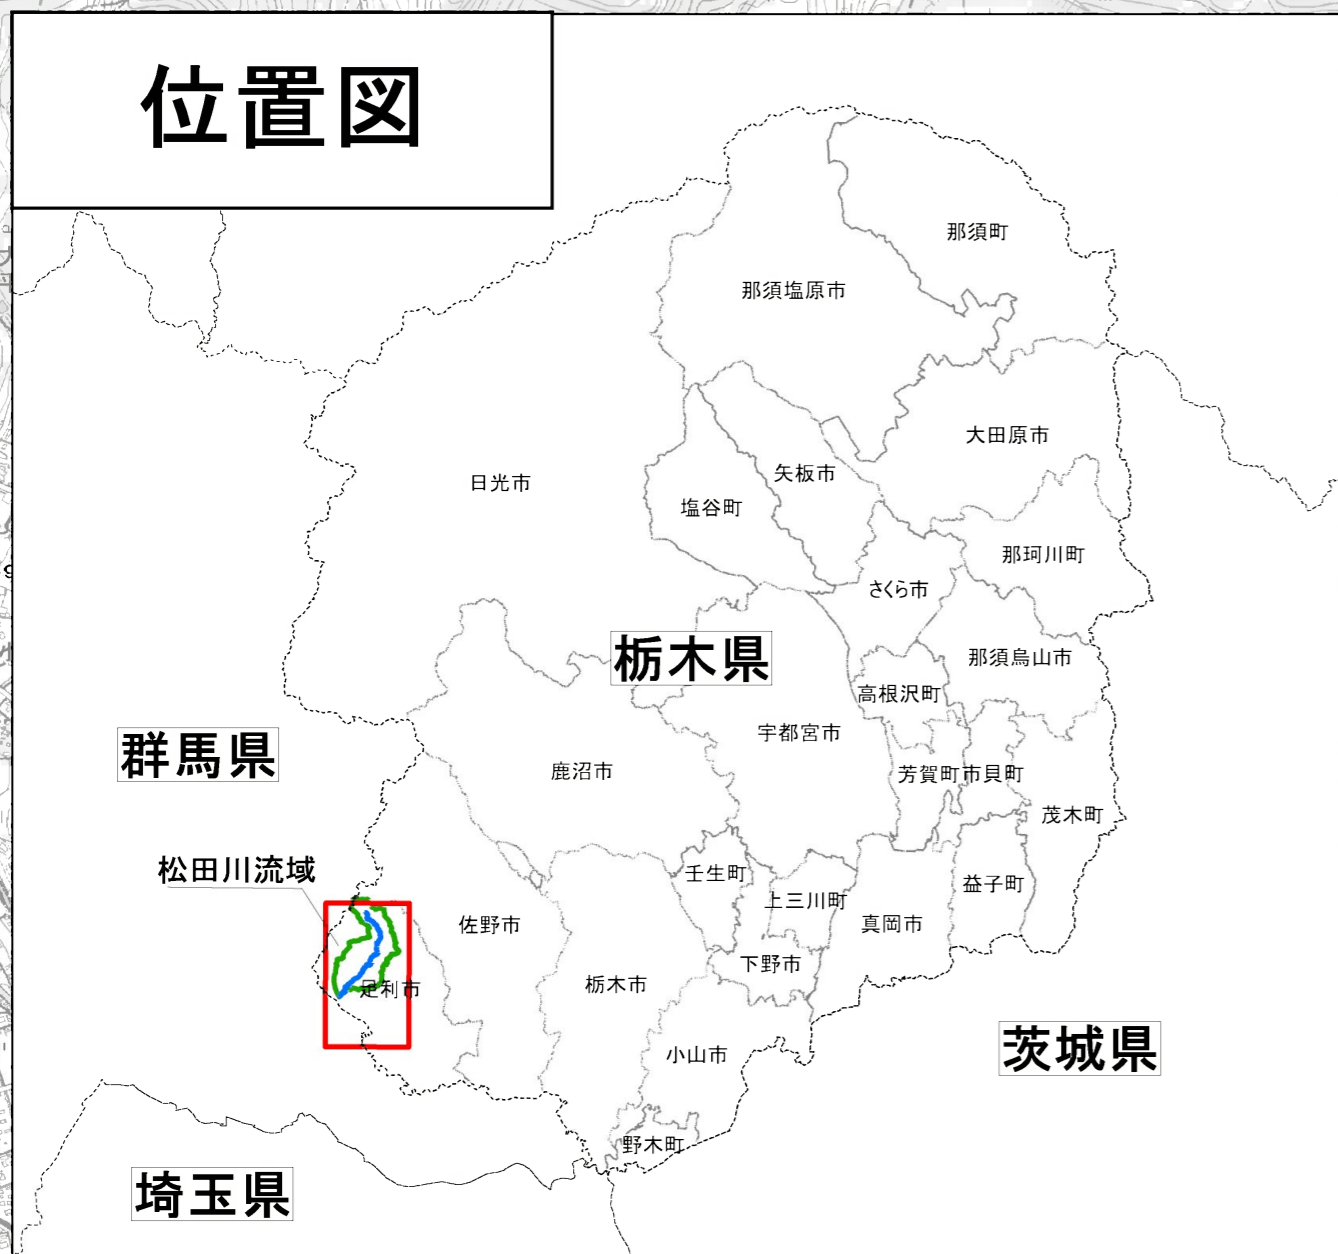 位置図
那須町
那須塩原市
大田原市
矢板市
日光市
塩谷町
那珂川町
さくら市
栃木県
那須烏山市
高根沢町
宇都宮市
群馬県
鹿沼市
芳賀町
市貝町
茂木町
松田川流域
壬生町
上三川町
益子町
佐野市
真岡市
下野市
栃木市
足利市
小山市
茨城県
野木町
埼玉県